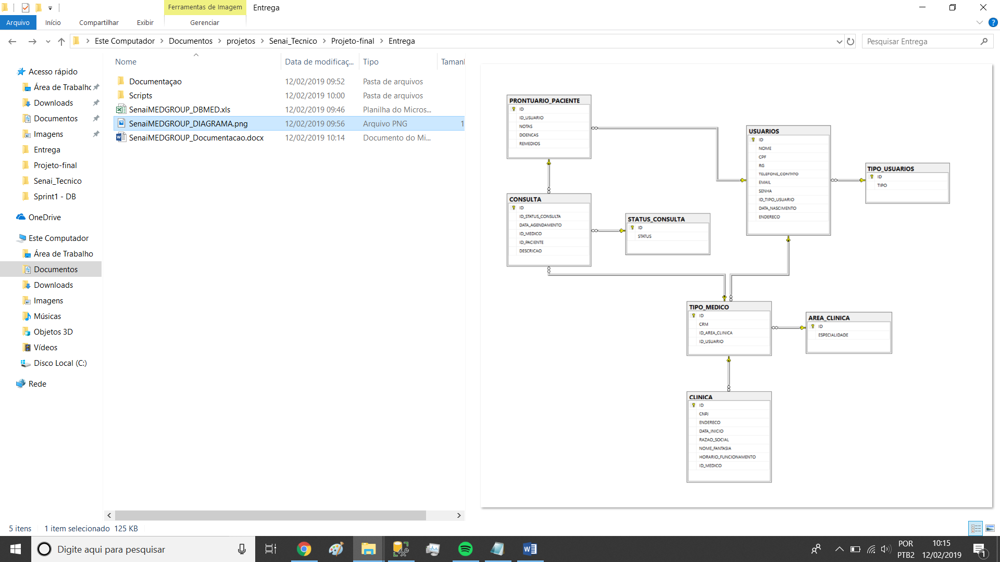 Ferramentas de Imagem
Entrega
Arquivo
Início
Compartilhar
Exibir
Gerenciar
Este Computador
Documentos
projetos
Senai_Tecnico
Projeto-final
Entrega
Pesquisar Entrega
Acesso rápido
Área de Trabalho
Downloads
Documentos
Imagens
Entrega
Projeto-final
Senai_Tecnico
Sprint1 - DB
OneDrive
Este Computador
Área de Trabalho
Documentos
Downloads
Imagens
Músicas
Objetos 3D
Vídeos
Disco Local (C:)
Rede
Nome Data de modificaç... Tipo Tamanh
Documentaçao 12/02/2019 09:52 Pasta de arquivos
Scripts 12/02/2019 10:00 Pasta de arquivos
SenaiMEDGROUP_DBMED.xls 12/02/2019 09:46 Planilha do Micros...
SenaiMEDGROUP_DIAGRAMA.png 12/02/2019 09:56 Arquivo PNG 1
SenaiMEDGROUP_Documentacao.docx 12/02/2019 10:14 Documento do Mi...
PRONTUARIO_PACIENTE
ID
ID_USUARIO
NOTAS
DOENCAS
REMEDIOS
USUARIOS
ID
NOME
CPF
RG
TELEFONE_CONTATO
EMAIL
SENHA
ID_TIPO_USUARIO
DATA_NASCIMENTO
ENDERECO
TIPO_USUARIOS
ID
TIPO
CONSULTA
ID
ID_STATUS_CONSULTA
DATA_AGENDAMENTO
ID_MEDICO
ID_PACIENTE
DESCRICAO
STATUS_CONSULTA
ID
STATUS
TIPO_MEDICO
ID
CRM
ID_AREA_CLINICA
ID_USUARIO
AREA_CLINICA
ID
ESPECIALIDADE
CLINICA
ID
CNPJ
ENDERECO
DATA_INICIO
RAZAO_SOCIAL
NOME_FANTASIA
HORARIO_FUNCIONAMENTO
ID_MEDICO
5 itens 1 item selecionado 125 KB
Digite aqui para pesquisar
POR
PTB2
10:15
12/02/2019
1